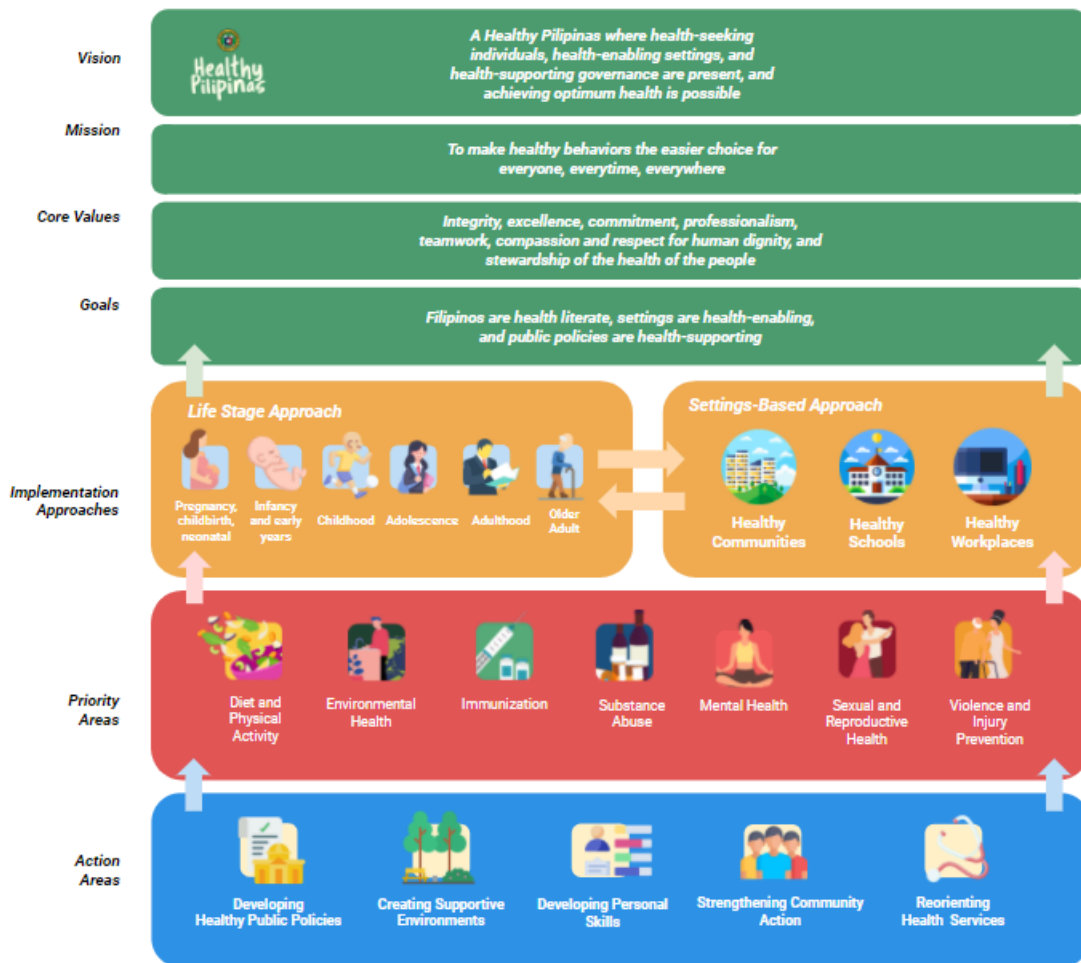 Vision
Healthy
Pilipinas
A Healthy Pilipinas where health-seeking
individuals, health-enabling settings, and
health-supporting governance are present, and
achieving optimum health is possible
Mission
To make healthy behaviors the easier choice for
everyone, everytime, everywhere
Core Values
Integrity, excellence, commitment, professionalism,
teamwork, compassion and respect for human dignity, and
stewardship of the health of the people
Goals
Filipinos are health literate, settings are health-enabling,
and public policies are health-supporting
Implementation
Approaches
Life Stage Approach
Pregnancy,
childbirth,
neonatal
Infancy
and early
years
Childhood
Adolescence
Adulthood
Older
Adult
Settings-Based Approach
Healthy
Communities
Healthy
Schools
Healthy
Workplaces
Priority
Areas
Diet and
Physical
Activity
Environmental
Health
Immunization
Substance
Abuse
Mental Health
Sexual and
Reproductive
Health
Violence and
Injury
Prevention
Action
Areas
Developing
Healthy Public Policies
Creating Supportive
Environments
Developing Personal
Skills
Strengthening Community
Action
Reorienting
Health Services